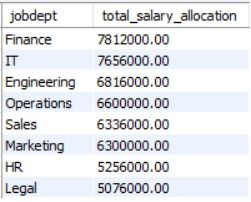 jobdept total_salary_allocation
Finance 7812000.00
IT 7656000.00
Engineering 6816000.00
Operations 6600000.00
Sales 6336000.00
Marketing 6300000.00
HR 5256000.00
Legal 5076000.00